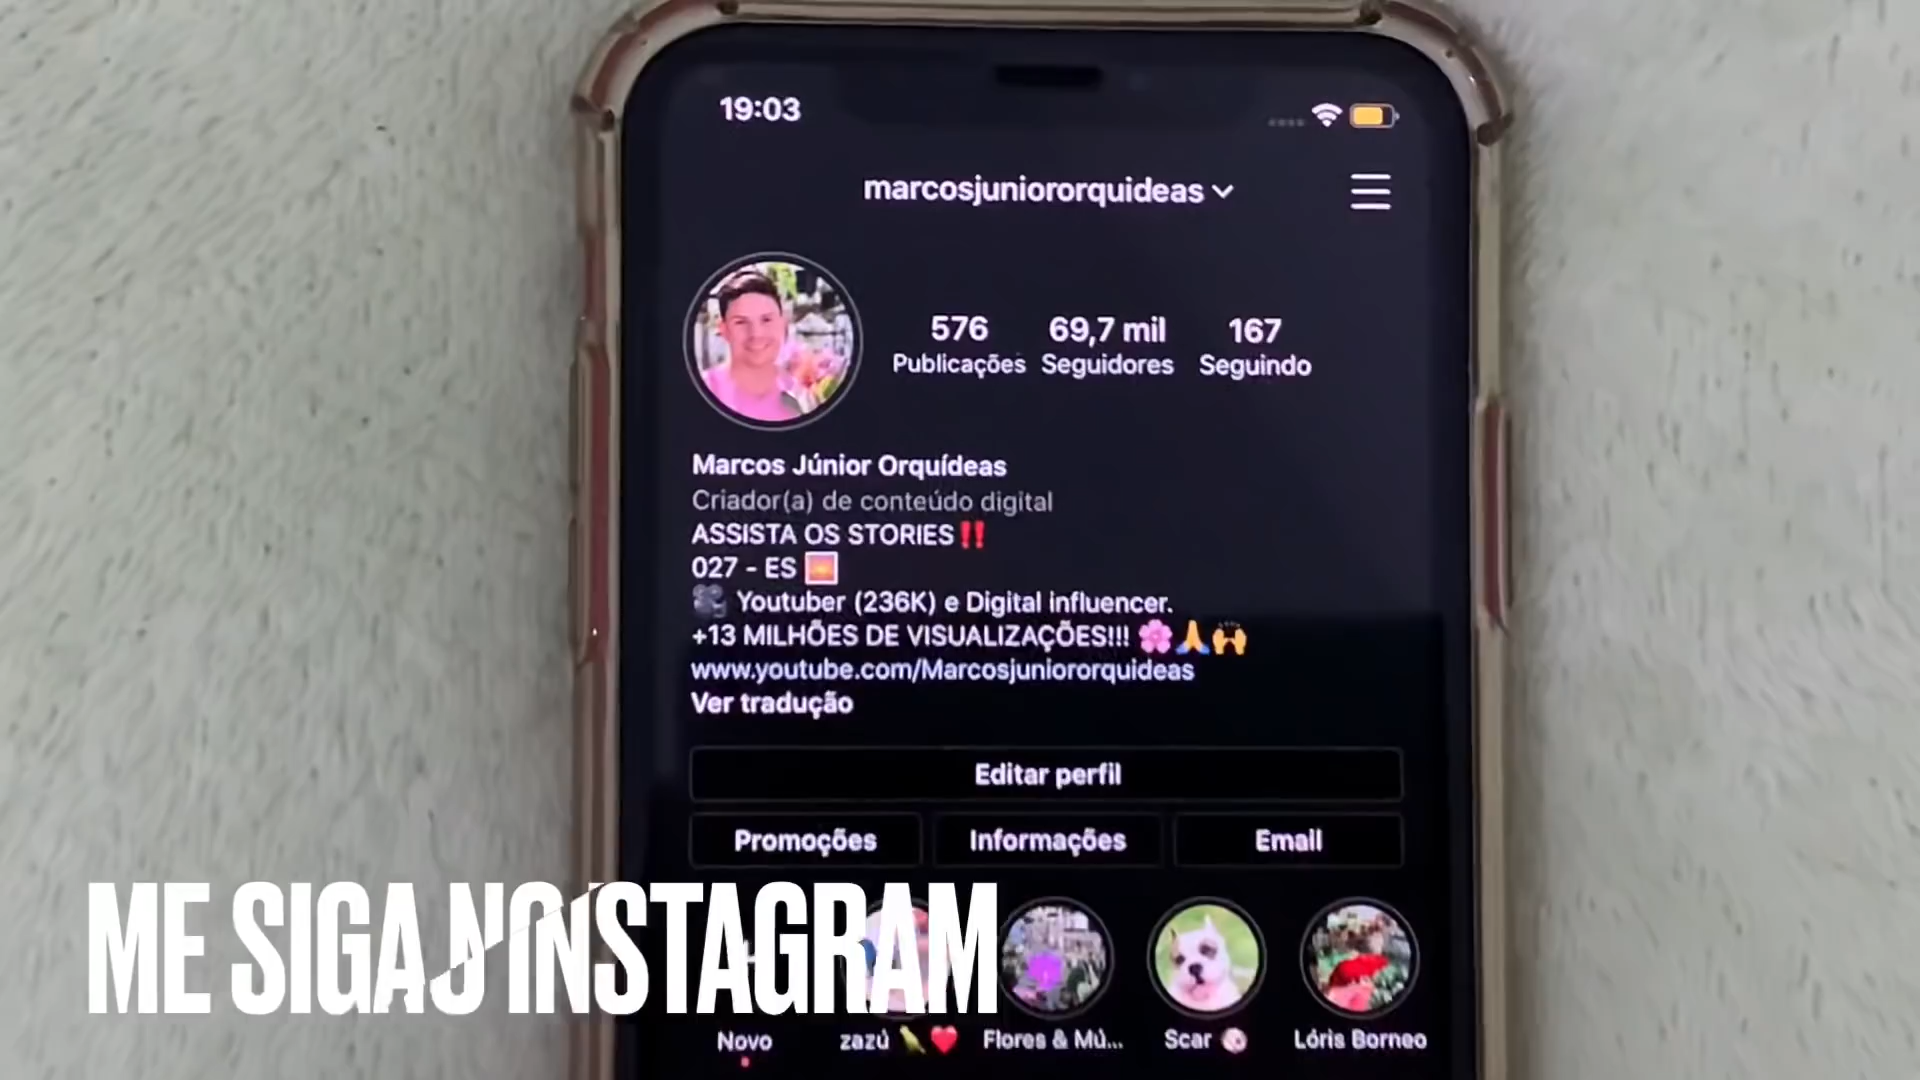 19:03
marcosjuniororquideas
576 69,7 mil 167
Publicações Seguidores Seguindo
Marcos Júnior Orquídeas
Criador(a) de conteúdo digital
ASSISTA OS STORIES‼️
027 - ES 🌅
🎥 Youtuber (236K) e Digital influencer.
+13 MILHÕES DE VISUALIZAÇÕES!!! 🌸🙏🙌
www.youtube.com/Marcosjuniororquideas
Ver tradução
Editar perfil
Promoções Informações Email
ME SIGA NO INSTAGRAM
Novo zazú 🦜❤️ Flores & Mú... Scar 🐶 Lóris Borneo